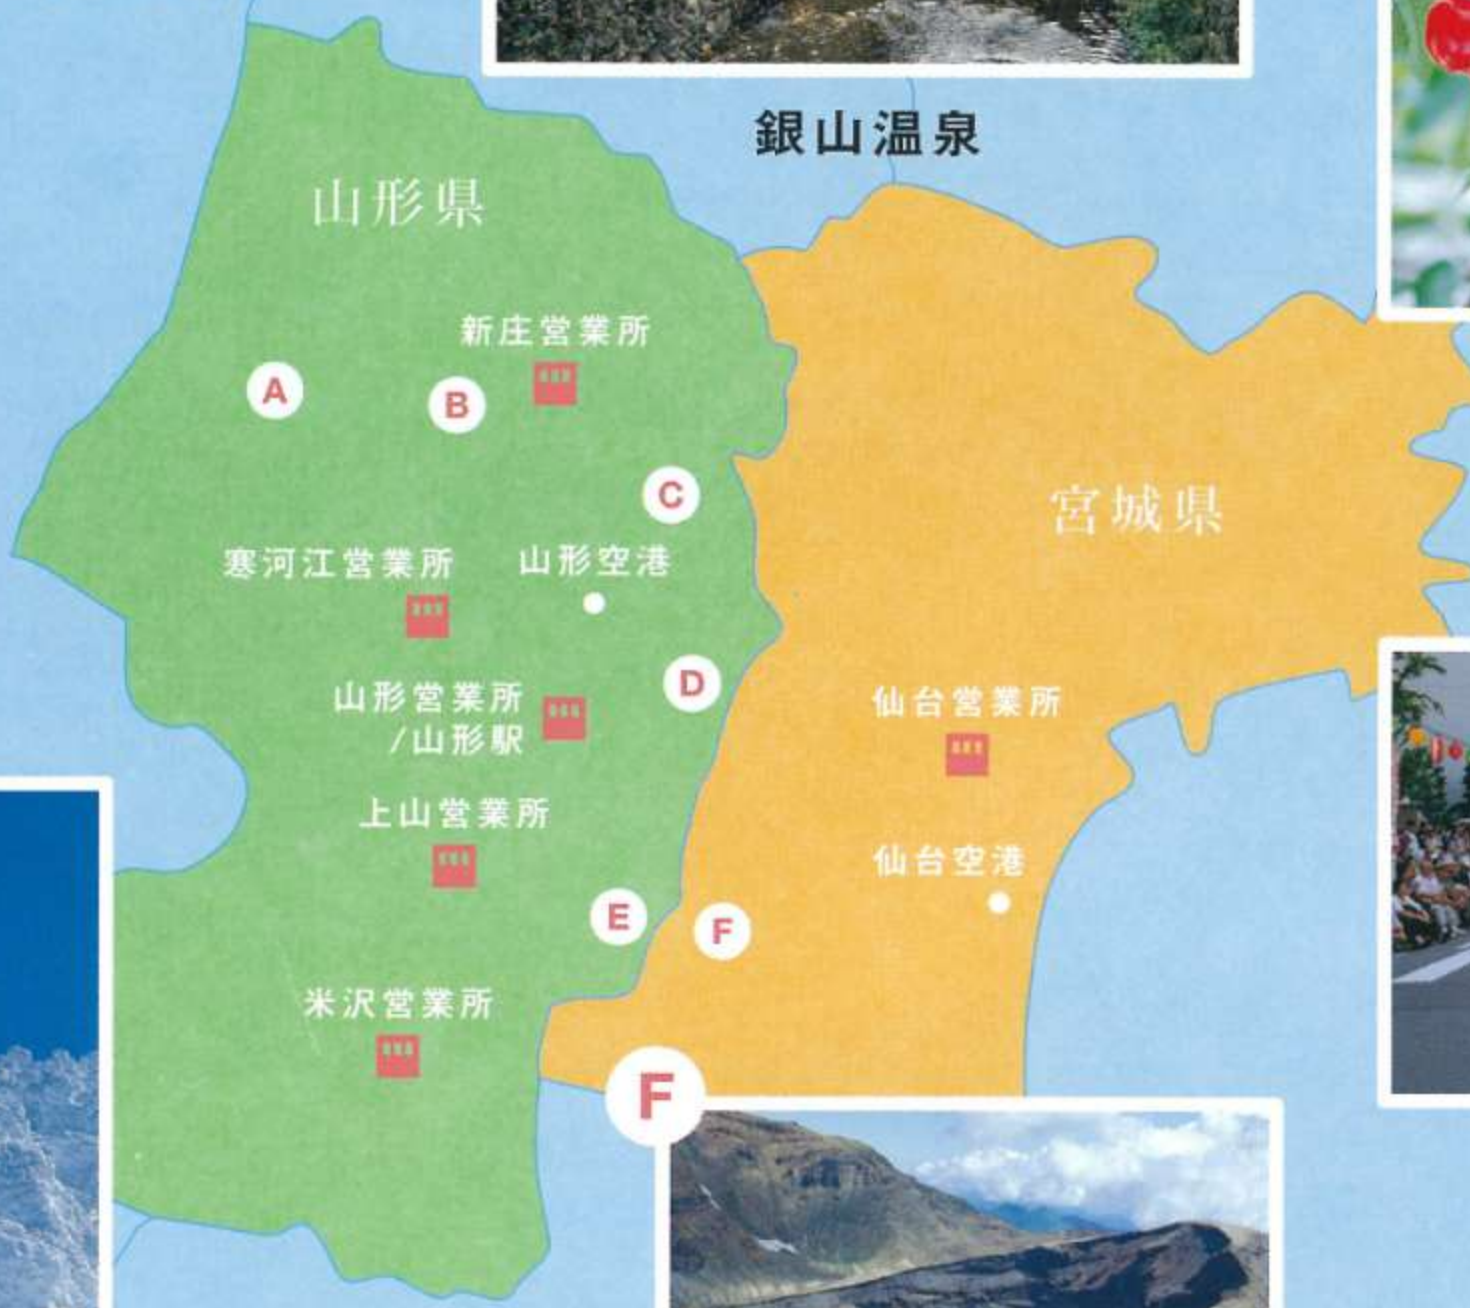 銀山温泉
山形県
新庄営業所
A
B
C
宮城県
寒河江営業所
山形空港
D
山形営業所
/山形駅
仙台営業所
上山営業所
仙台空港
E
F
米沢営業所
F